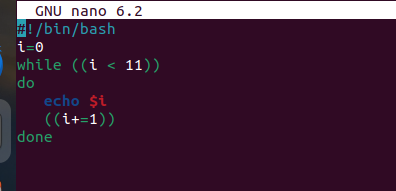 GNU nano 6.2
#!/bin/bash
i=0
while ((i < 11))
do
   echo $i
   ((i+=1))
done